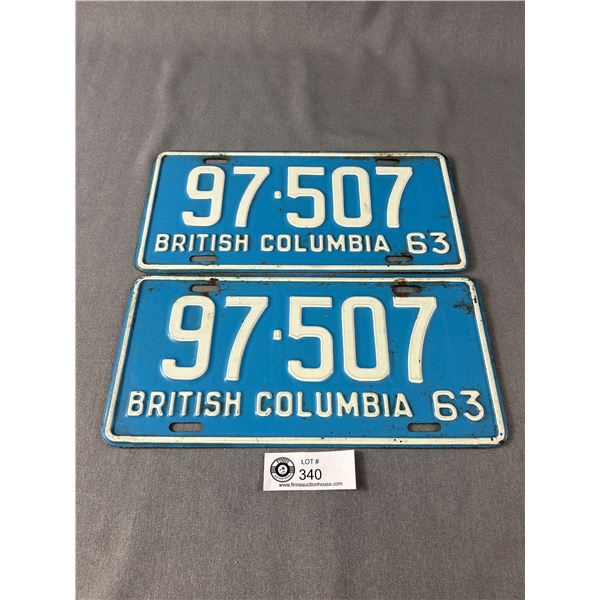 97·507
BRITISH COLUMBIA 63
97·507
BRITISH COLUMBIA 63
LOT #
340
www.finnsauctionhouse.com